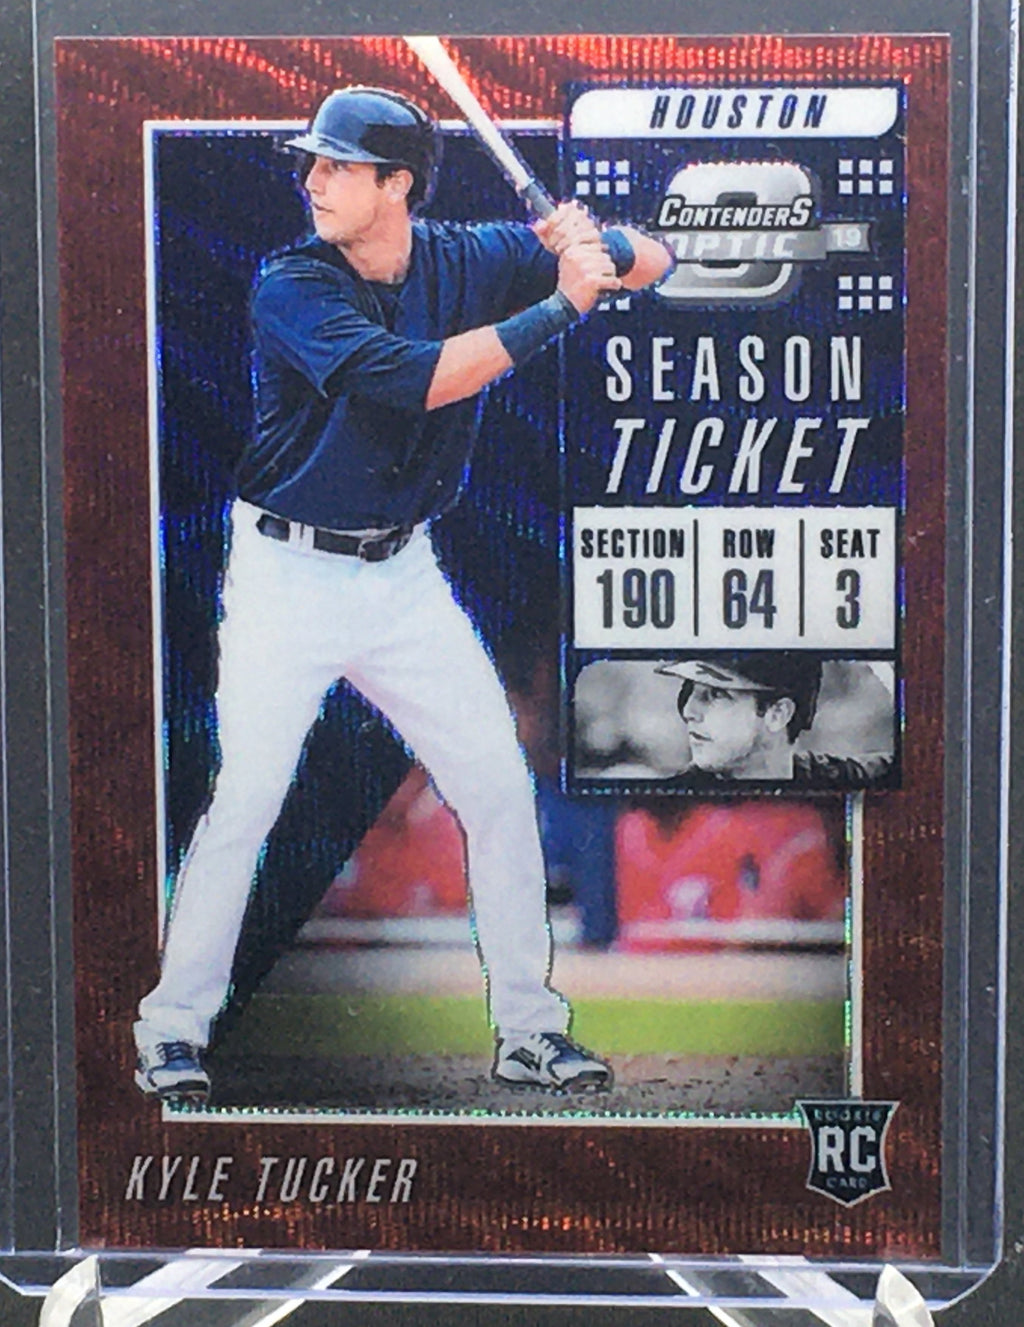 HOUSTON
CONTENDERS
OPTIC 19
SEASON
TICKET
SECTION ROW SEAT
190 64 3
KYLE TUCKER
ROOKIE
RC
CARD